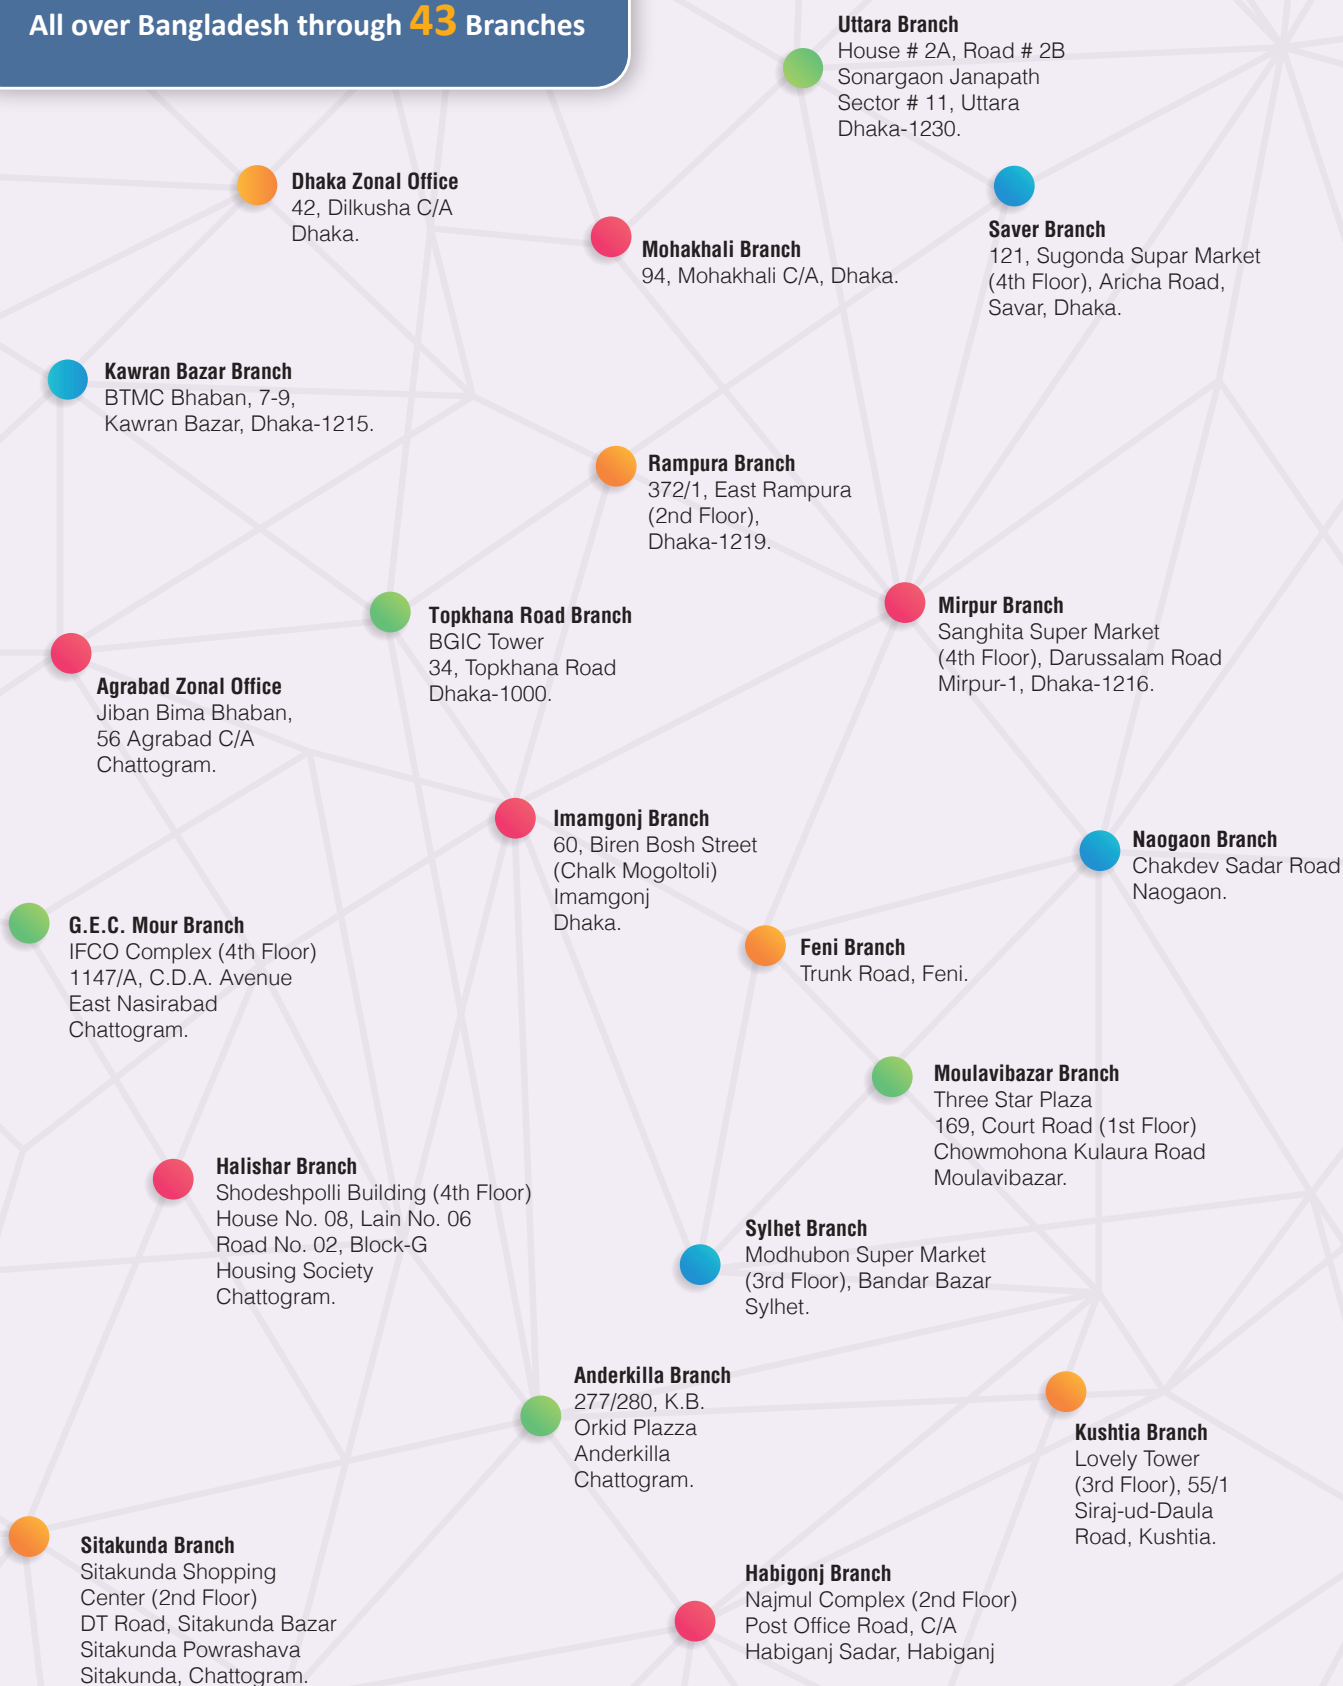 All over Bangladesh through 43 Branches
Uttara Branch
House # 2A, Road # 2B
Sonargaon Janapath
Sector # 11, Uttara
Dhaka-1230.
Dhaka Zonal Office
42, Dilkusha C/A
Dhaka.
Mohakhali Branch
94, Mohakhali C/A, Dhaka.
Saver Branch
121, Sugonda Supar Market
(4th Floor), Aricha Road,
Savar, Dhaka.
Kawran Bazar Branch
BTMC Bhaban, 7-9,
Kawran Bazar, Dhaka-1215.
Rampura Branch
372/1, East Rampura
(2nd Floor),
Dhaka-1219.
Topkhana Road Branch
BGIC Tower
34, Topkhana Road
Dhaka-1000.
Mirpur Branch
Sanghita Super Market
(4th Floor), Darussalam Road
Mirpur-1, Dhaka-1216.
Agrabad Zonal Office
Jiban Bima Bhaban,
56 Agrabad C/A
Chattogram.
Imamgonj Branch
60, Biren Bosh Street
(Chalk Mogoltoli)
Imamgonj
Dhaka.
Naogaon Branch
Chakdev Sadar Road
Naogaon.
G.E.C. Mour Branch
IFCO Complex (4th Floor)
1147/A, C.D.A. Avenue
East Nasirabad
Chattogram.
Feni Branch
Trunk Road, Feni.
Moulavibazar Branch
Three Star Plaza
169, Court Road (1st Floor)
Chowmohona Kulaura Road
Moulavibazar.
Halishar Branch
Shodeshpolli Building (4th Floor)
House No. 08, Lain No. 06
Road No. 02, Block-G
Housing Society
Chattogram.
Sylhet Branch
Modhubon Super Market
(3rd Floor), Bandar Bazar
Sylhet.
Anderkilla Branch
277/280, K.B.
Orkid Plazza
Anderkilla
Chattogram.
Kushtia Branch
Lovely Tower
(3rd Floor), 55/1
Siraj-ud-Daula
Road, Kushtia.
Sitakunda Branch
Sitakunda Shopping
Center (2nd Floor)
DT Road, Sitakunda Bazar
Sitakunda Powrashava
Sitakunda, Chattogram.
Habigonj Branch
Najmul Complex (2nd Floor)
Post Office Road, C/A
Habiganj Sadar, Habiganj